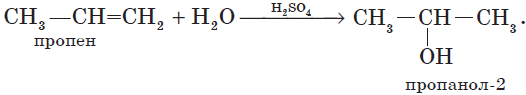 H₂SO₄
CH₃—CH=CH₂ + H₂O ⟶ CH₃—CH—CH₃.
пропен
OH
пропанол-2